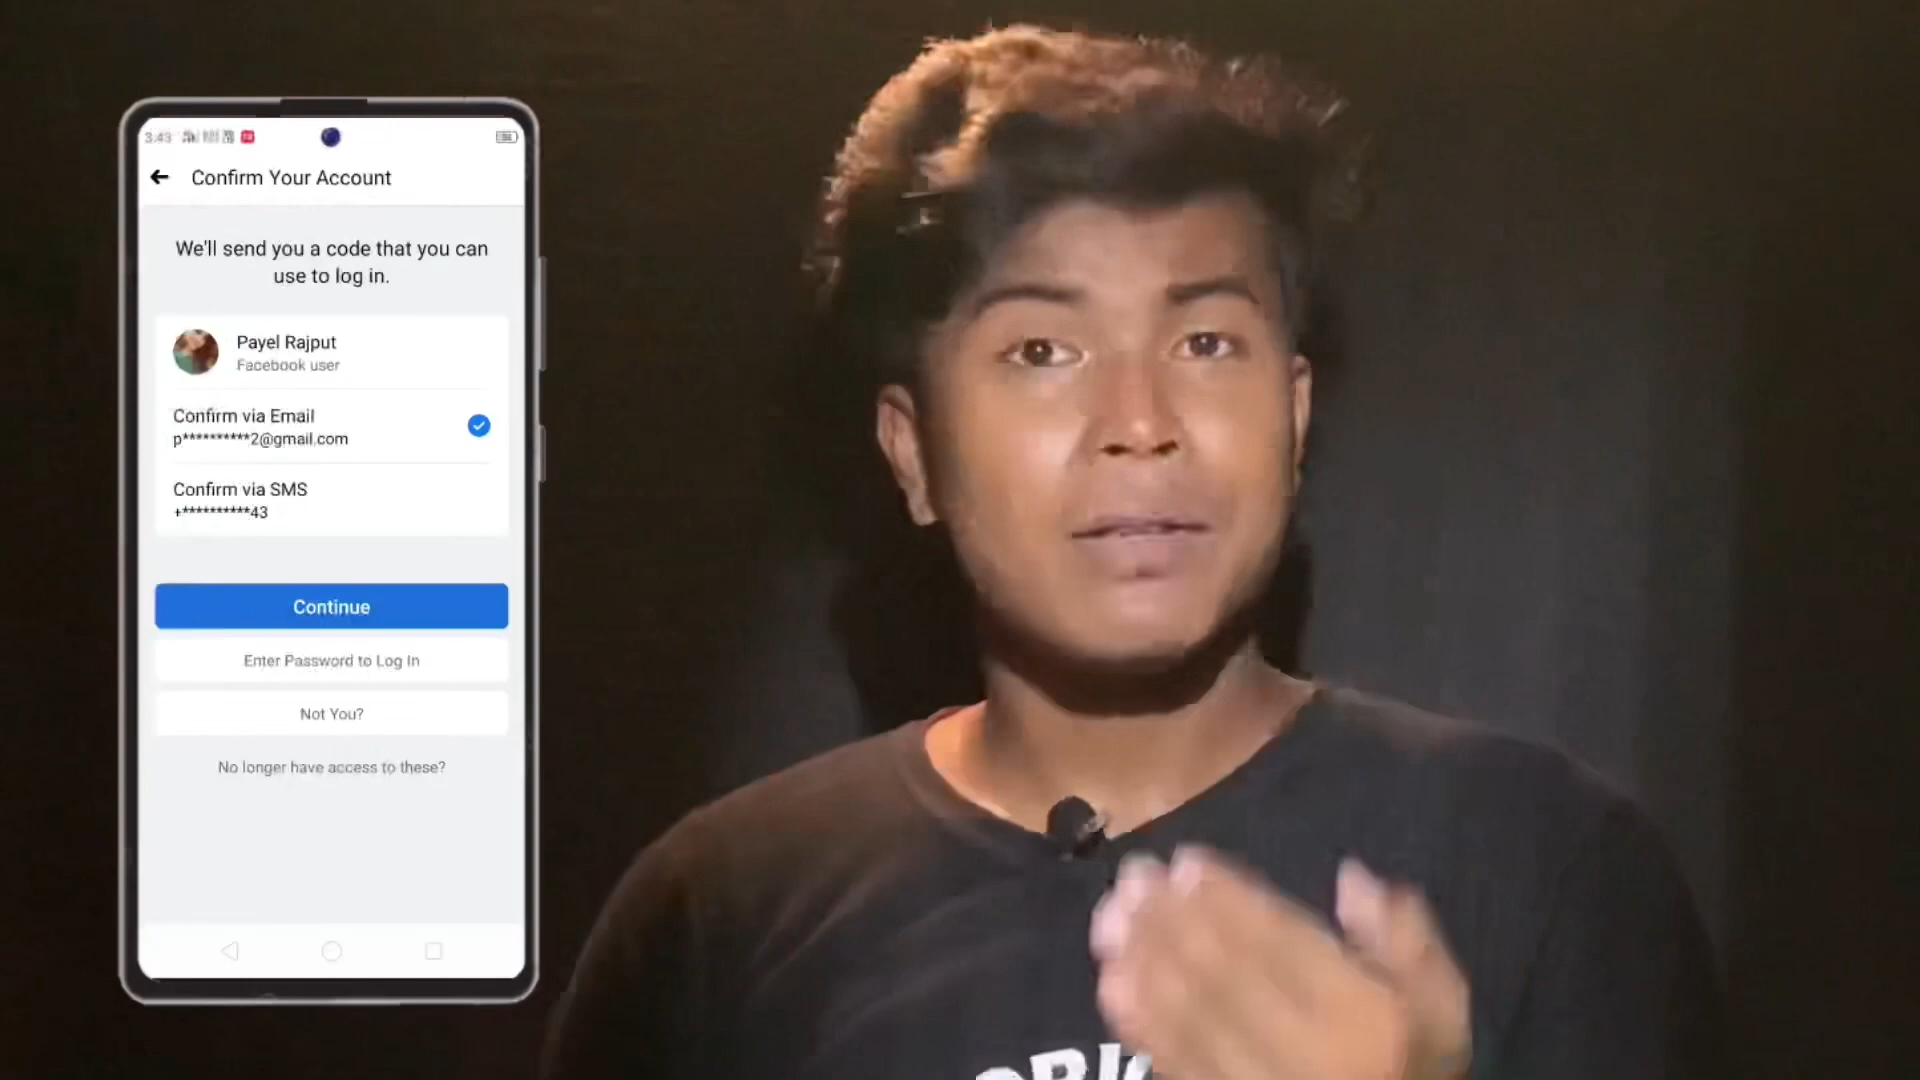 3:43
Confirm Your Account
We'll send you a code that you can
use to log in.
Payel Rajput
Facebook user
Confirm via Email
p**********2@gmail.com
Confirm via SMS
+**********43
Continue
Enter Password to Log In
Not You?
No longer have access to these?